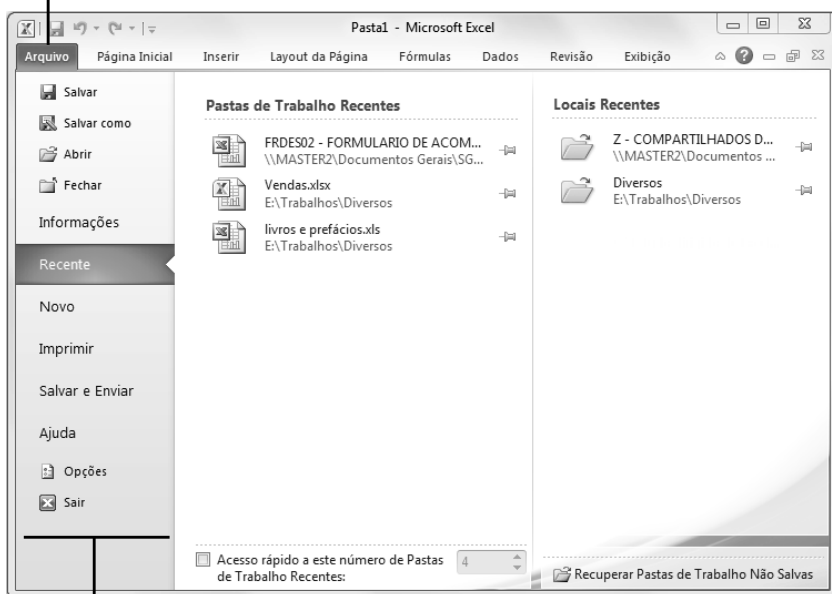 Pasta1 - Microsoft Excel
Arquivo Página Inicial Inserir Layout da Página Fórmulas Dados Revisão Exibição
Salvar
Salvar como
Abrir
Fechar
Informações
Recente
Novo
Imprimir
Salvar e Enviar
Ajuda
Opções
Sair
Pastas de Trabalho Recentes
FRDES02 - FORMULARIO DE ACOM...
\\MASTER2\Documentos Gerais\SG...
Vendas.xlsx
E:\Trabalhos\Diversos
livros e prefácios.xls
E:\Trabalhos\Diversos
Acesso rápido a este número de Pastas
de Trabalho Recentes:
4
Locais Recentes
Z - COMPARTILHADOS D...
\\MASTER2\Documentos ...
Diversos
E:\Trabalhos\Diversos
Recuperar Pastas de Trabalho Não Salvas